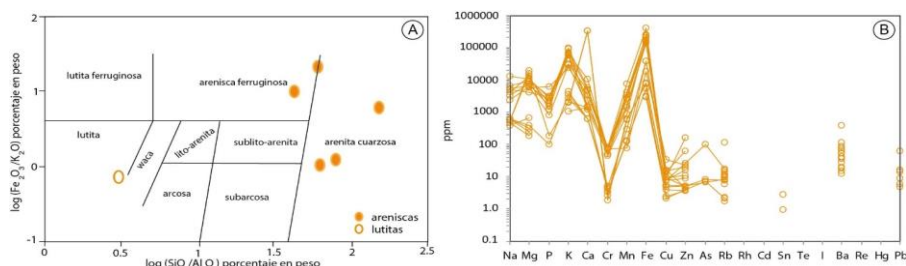 A
2
1
0
-1
log (Fe2O3/K2O) porcentaje en peso
lutita ferruginosa
arenisca ferruginosa
lutita
waca
lito-arenita
sublito-arenita
arenita cuarzosa
arcosa
subarcosa
areniscas
lutitas
0 0.5 1 1.5 2 2.5
log (SiO /Al O ) porcentaje en peso
B
1000000
100000
10000
1000
100
10
1.0
0.1
ppm
Na Mg P K Ca Cr Mn Fe Cu Zn As Rb Rh Cd Sn Te I Ba Re Hg Pb